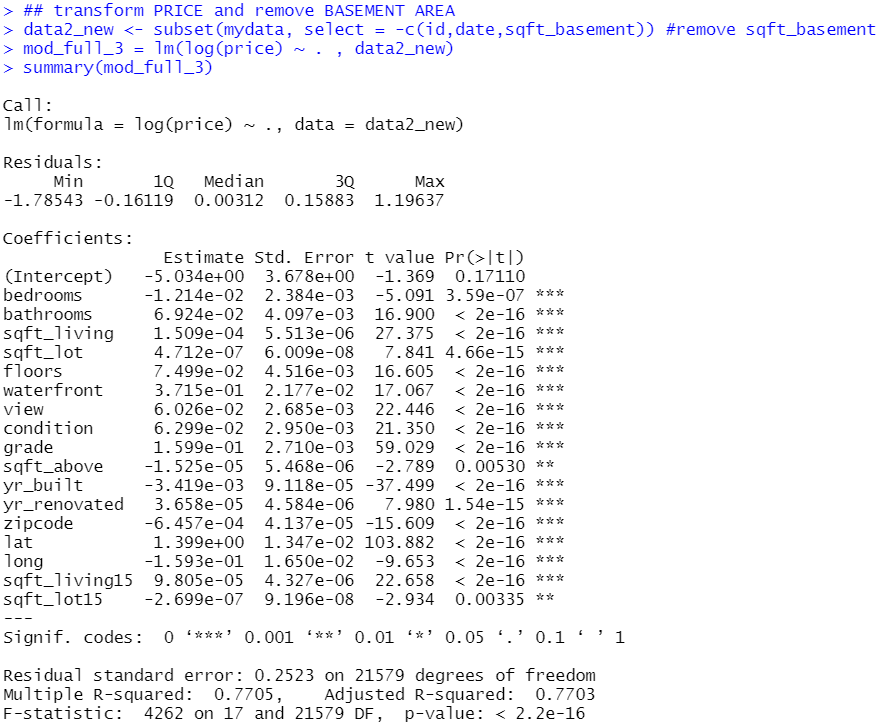 > ## transform PRICE and remove BASEMENT AREA
> data2_new <- subset(mydata, select = -c(id,date,sqft_basement)) #remove sqft_basement
> mod_full_3 = lm(log(price) ~ . , data2_new)
> summary(mod_full_3)

Call:
lm(formula = log(price) ~ ., data = data2_new)

Residuals:
     Min       1Q   Median       3Q      Max
-1.78543 -0.16119  0.00312  0.15883  1.19637

Coefficients:
                Estimate Std. Error t value Pr(>|t|)
(Intercept)   -5.034e+00  3.678e+00  -1.369  0.17110
bedrooms      -1.214e-02  2.384e-03  -5.091 3.59e-07 ***
bathrooms      6.924e-02  4.097e-03  16.900  < 2e-16 ***
sqft_living    1.509e-04  5.513e-06  27.375  < 2e-16 ***
sqft_lot       4.712e-07  6.009e-08   7.841 4.66e-15 ***
floors         7.499e-02  4.516e-03  16.605  < 2e-16 ***
waterfront     3.715e-01  2.177e-02  17.067  < 2e-16 ***
view           6.026e-02  2.685e-03  22.446  < 2e-16 ***
condition      6.299e-02  2.950e-03  21.350  < 2e-16 ***
grade          1.599e-01  2.710e-03  59.029  < 2e-16 ***
sqft_above    -1.525e-05  5.468e-06  -2.789  0.00530 **
yr_built      -3.419e-03  9.118e-05 -37.499  < 2e-16 ***
yr_renovated   3.658e-05  4.584e-06   7.980 1.54e-15 ***
zipcode       -6.457e-04  4.137e-05 -15.609  < 2e-16 ***
lat            1.399e+00  1.347e-02 103.882  < 2e-16 ***
long          -1.593e-01  1.650e-02  -9.653  < 2e-16 ***
sqft_living15  9.805e-05  4.327e-06  22.658  < 2e-16 ***
sqft_lot15    -2.699e-07  9.196e-08  -2.934  0.00335 **
---
Signif. codes:  0 ‘***’ 0.001 ‘**’ 0.01 ‘*’ 0.05 ‘.’ 0.1 ‘ ’ 1

Residual standard error: 0.2523 on 21579 degrees of freedom
Multiple R-squared:  0.7705,    Adjusted R-squared:  0.7703
F-statistic:  4262 on 17 and 21579 DF,  p-value: < 2.2e-16